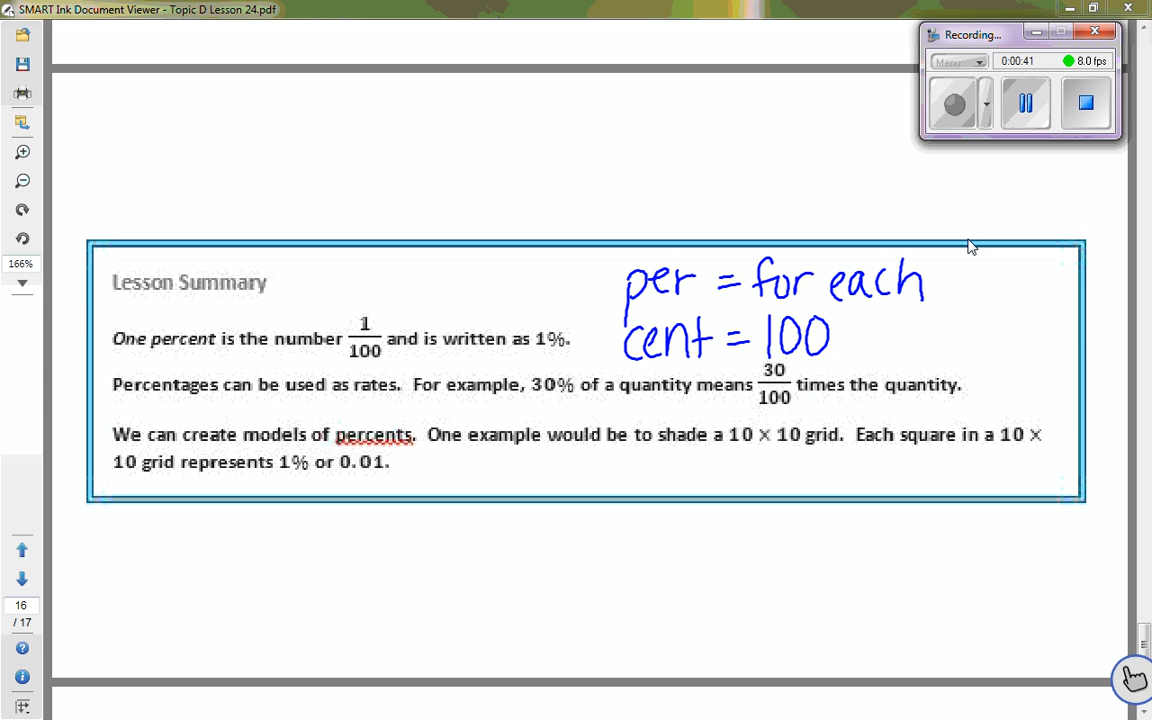 SMART Ink Document Viewer - Topic D Lesson 24.pdf
Recording...
Menu
0:00:41
8.0 fps
166%
Lesson Summary
per = for each
One percent is the number 1/100 and is written as 1%.
cent = 100
Percentages can be used as rates. For example, 30% of a quantity means 30/100 times the quantity.
We can create models of percents. One example would be to shade a 10 × 10 grid. Each square in a 10 ×
10 grid represents 1% or 0.01.
16
/ 17